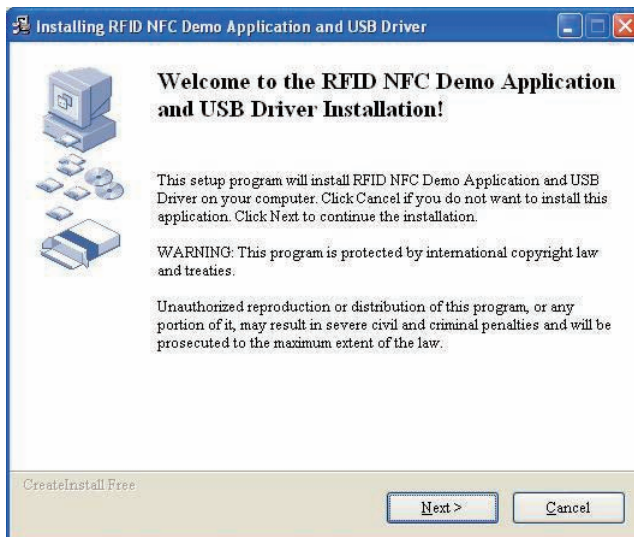 Installing RFID NFC Demo Application and USB Driver
Welcome to the RFID NFC Demo Application
and USB Driver Installation!
This setup program will install RFID NFC Demo Application and USB
Driver on your computer. Click Cancel if you do not want to install this
application. Click Next to continue the installation.
WARNING: This program is protected by international copyright law
and treaties.
Unauthorized reproduction or distribution of this program, or any
portion of it, may result in severe civil and criminal penalties and will be
prosecuted to the maximum extent of the law.
CreateInstall Free
Next >
Cancel